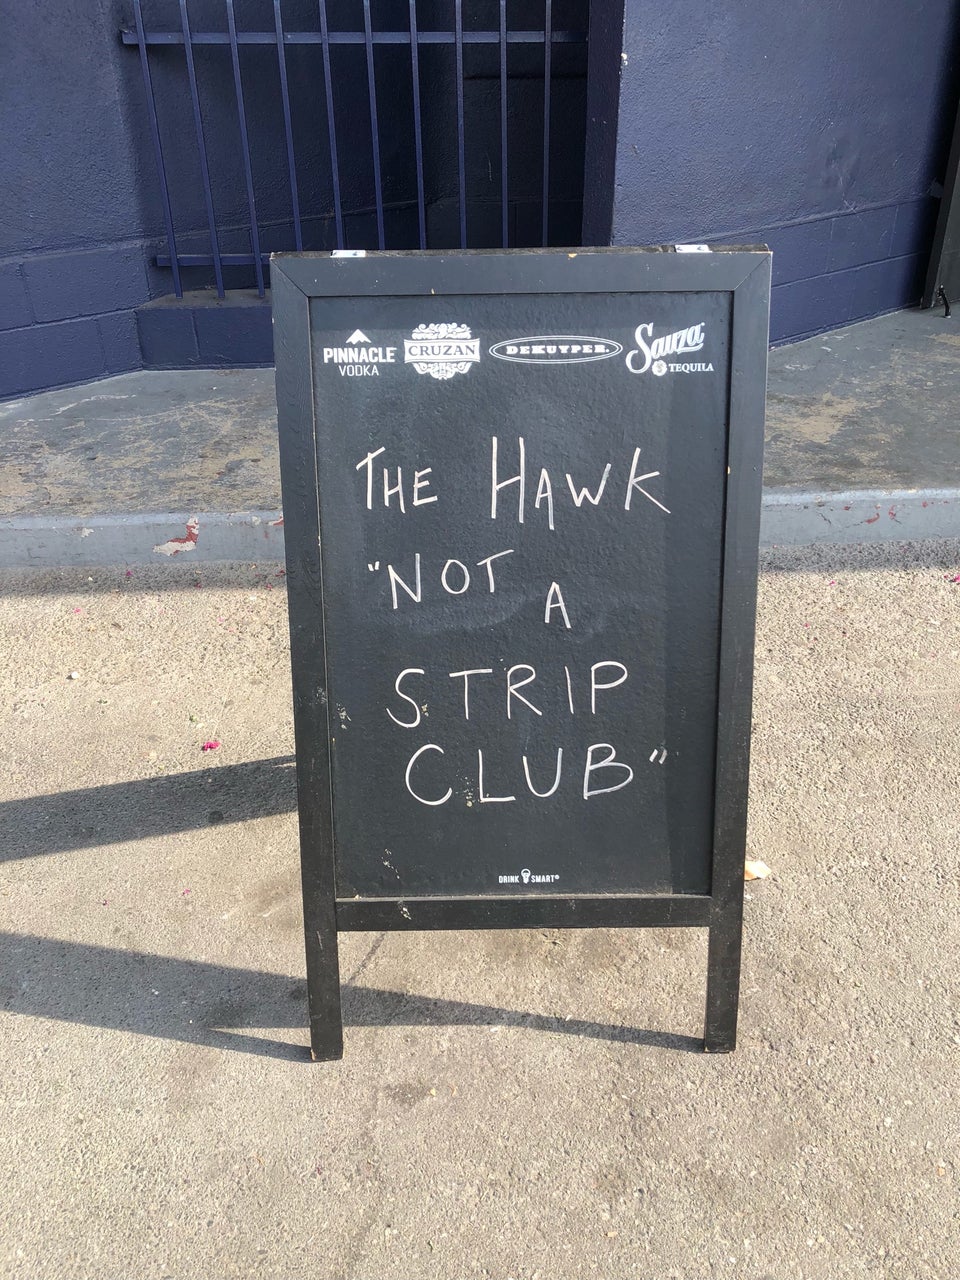 PINNACLE VODKA CRUZAN DEKUYPER Sauza TEQUILA
THE HAWK
"NOT A
STRIP
CLUB"
DRINK SMART®